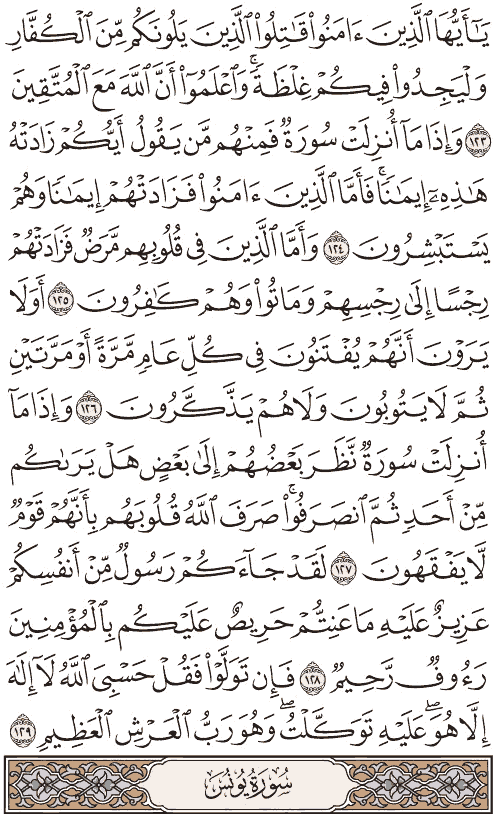 يَٰٓأَيُّهَا ٱلَّذِينَ ءَامَنُوا۟ قَٰتِلُوا۟ ٱلَّذِينَ يَلُونَكُم مِّنَ ٱلْكُفَّارِ
وَلْيَجِدُوا۟ فِيكُمْ غِلْظَةً ۚ وَٱعْلَمُوٓا۟ أَنَّ ٱللَّهَ مَعَ ٱلْمُتَّقِينَ
١٢٣ وَإِذَا مَآ أُنزِلَتْ سُورَةٌ فَمِنْهُم مَّن يَقُولُ أَيُّكُمْ زَادَتْهُ
هَٰذِهِۦٓ إِيمَٰنًا ۚ فَأَمَّا ٱلَّذِينَ ءَامَنُوا۟ فَزَادَتْهُمْ إِيمَٰنًا وَهُمْ
يَسْتَبْشِرُونَ ١٢٤ وَأَمَّا ٱلَّذِينَ فِى قُلُوبِهِم مَّرَضٌ فَزَادَتْهُمْ
رِجْسًا إِلَىٰ رِجْسِهِمْ وَمَاتُوا۟ وَهُمْ كَٰفِرُونَ ١٢٥ أَوَلَا
يَرَوْنَ أَنَّهُمْ يُفْتَنُونَ فِى كُلِّ عَامٍ مَّرَّةً أَوْ مَرَّتَيْنِ
ثُمَّ لَا يَتُوبُونَ وَلَا هُمْ يَذَّكَّرُونَ ١٢٦ وَإِذَا مَآ
أُنزِلَتْ سُورَةٌ نَّظَرَ بَعْضُهُمْ إِلَىٰ بَعْضٍ هَلْ يَرَىٰكُم
مِّنْ أَحَدٍ ثُمَّ ٱنصَرَفُوا۟ ۚ صَرَفَ ٱللَّهُ قُلُوبَهُم بِأَنَّهُمْ قَوْمٌ
لَّا يَفْقَهُونَ ١٢٧ لَقَدْ جَآءَكُمْ رَسُولٌ مِّنْ أَنفُسِكُمْ
عَزِيزٌ عَلَيْهِ مَا عَنِتُّمْ حَرِيصٌ عَلَيْكُم بِٱلْمُؤْمِنِينَ
رَءُوفٌ رَّحِيمٌ ١٢٨ فَإِن تَوَلَّوْا۟ فَقُلْ حَسْبِىَ ٱللَّهُ لَآ إِلَٰهَ
إِلَّا هُوَ ۖ عَلَيْهِ تَوَكَّلْتُ ۖ وَهُوَ رَبُّ ٱلْعَرْشِ ٱلْعَظِيمِ ١٢٩
سُورَةُ يُونُسَ